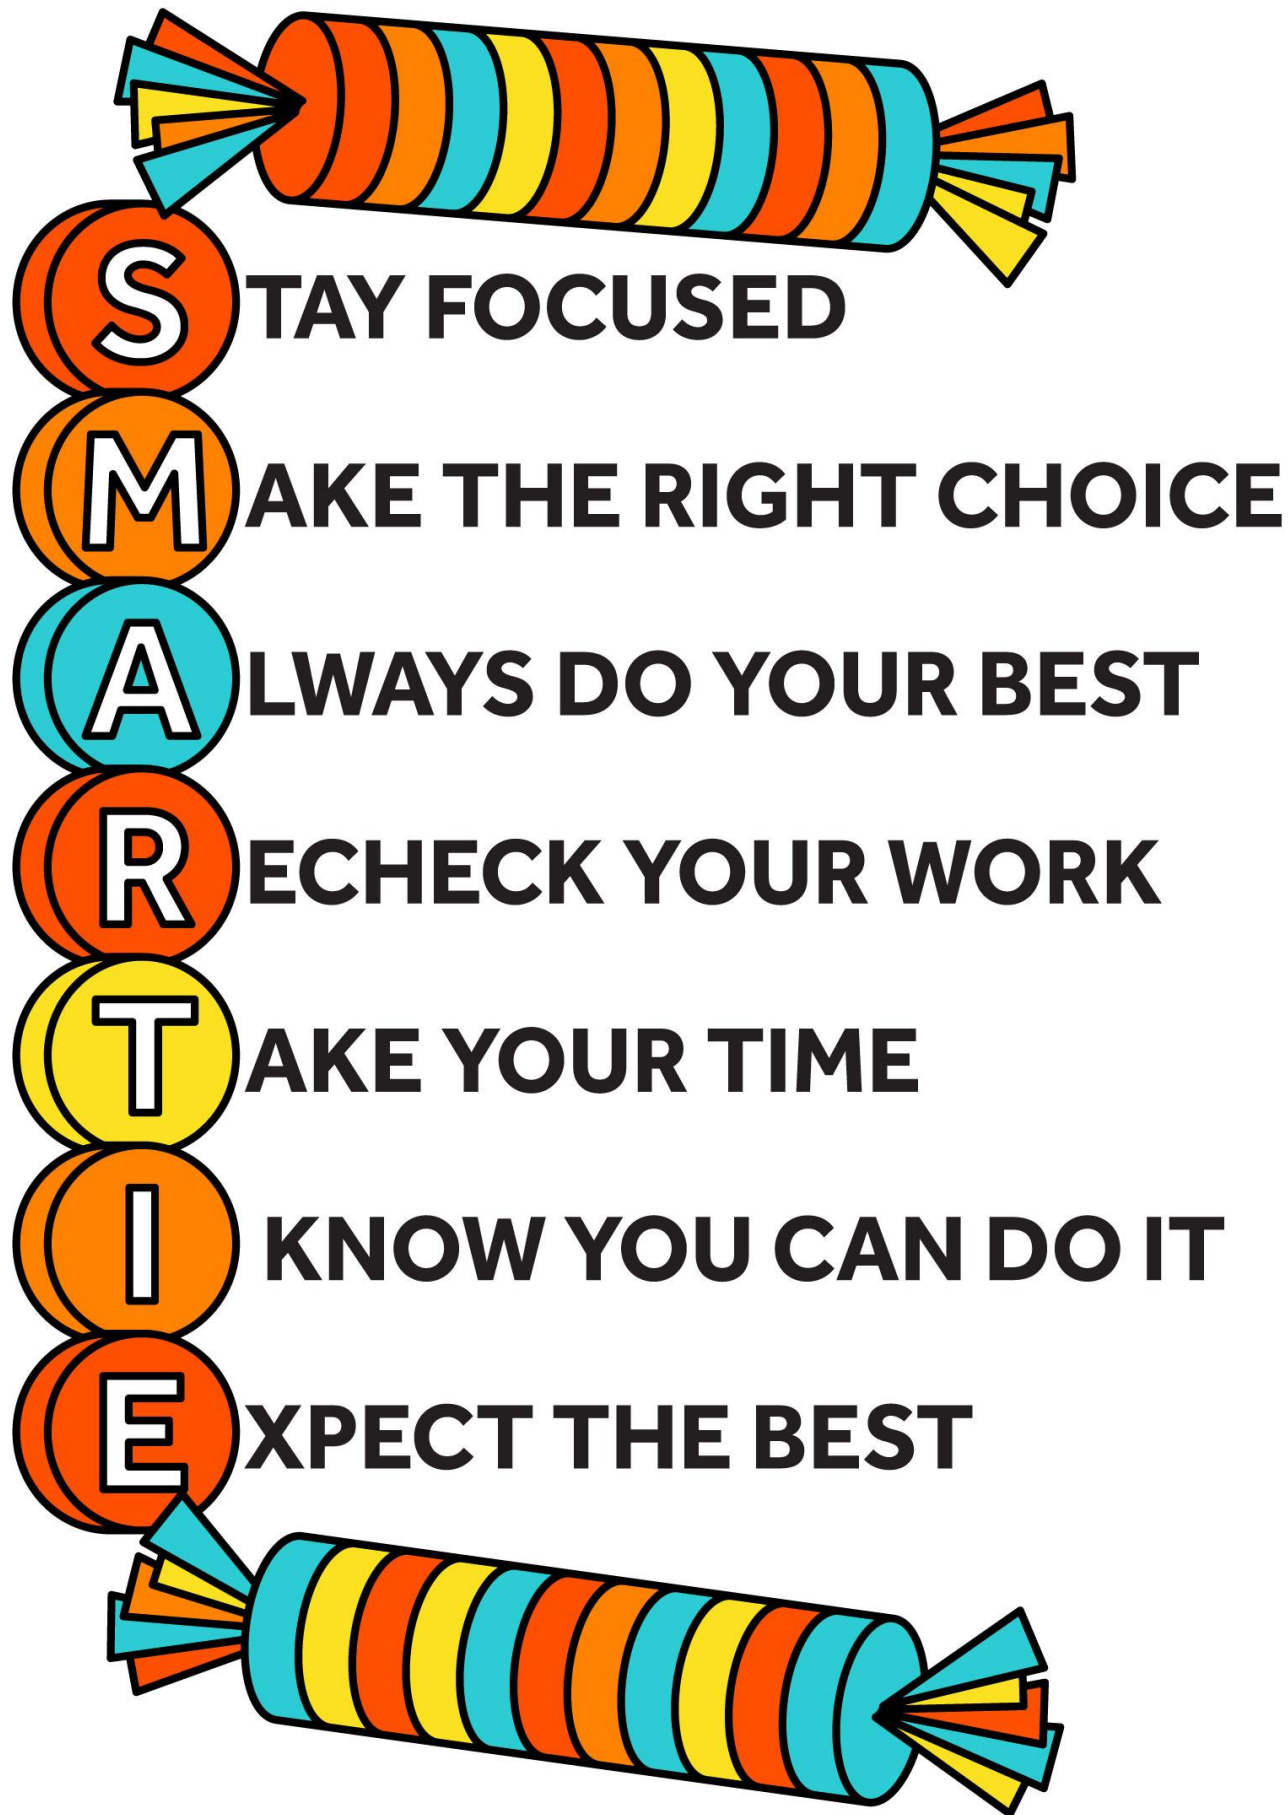 STAY FOCUSED
MAKE THE RIGHT CHOICE
ALWAYS DO YOUR BEST
RECHECK YOUR WORK
TAKE YOUR TIME
I KNOW YOU CAN DO IT
EXPECT THE BEST